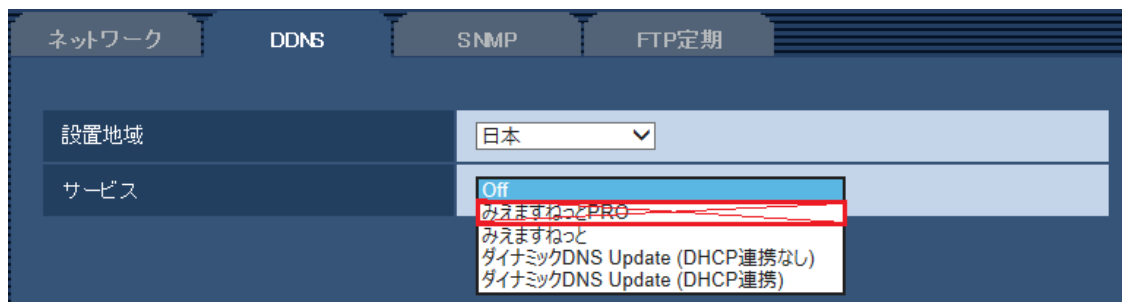 ネットワーク DDNS SNMP FTP定期
設置地域 日本
サービス Off
みえますねっとPRO
みえますねっと
ダイナミックDNS Update (DHCP連携なし)
ダイナミックDNS Update (DHCP連携)